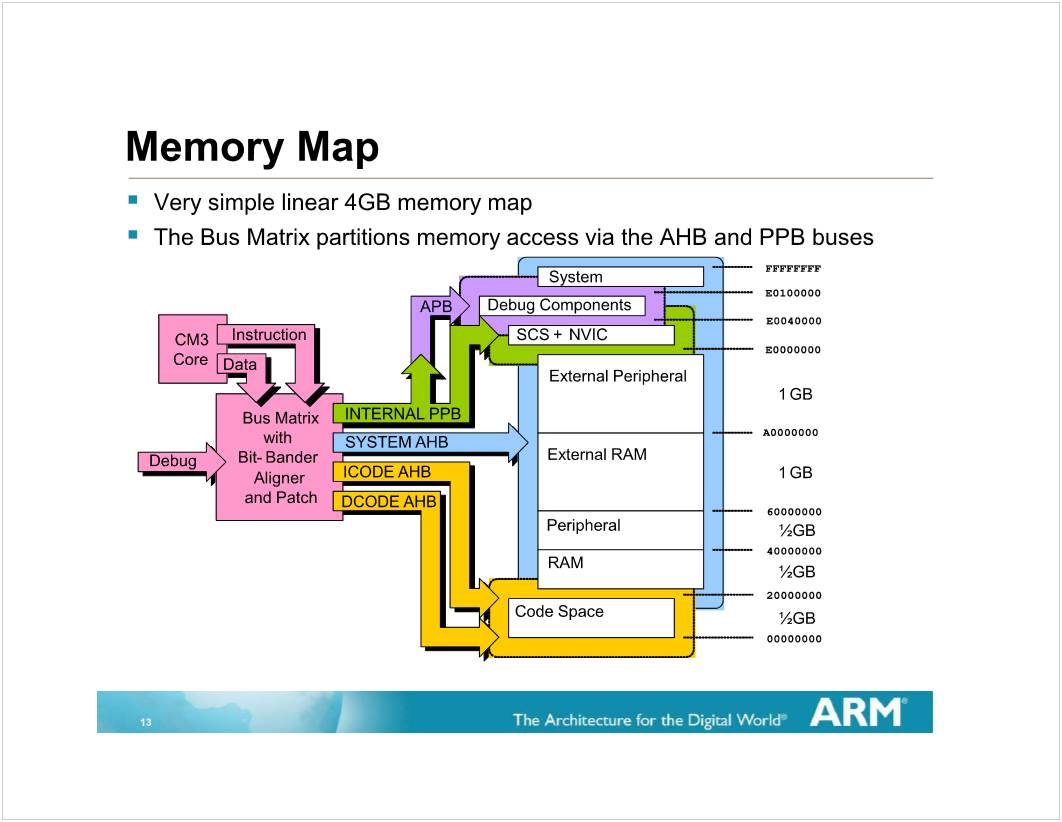 Memory Map
Very simple linear 4GB memory map
The Bus Matrix partitions memory access via the AHB and PPB buses
System
FFFFFFFF
E0100000
APB
Debug Components
E0040000
SCS + NVIC
E0000000
CM3
Core
Instruction
Data
External Peripheral
1 GB
Bus Matrix
with
Bit- Bander
Aligner
and Patch
INTERNAL PPB
SYSTEM AHB
ICODE AHB
DCODE AHB
Debug
A0000000
External RAM
1 GB
60000000
Peripheral
½GB
40000000
RAM
½GB
20000000
Code Space
½GB
00000000
13
The Architecture for the Digital World®
ARM®